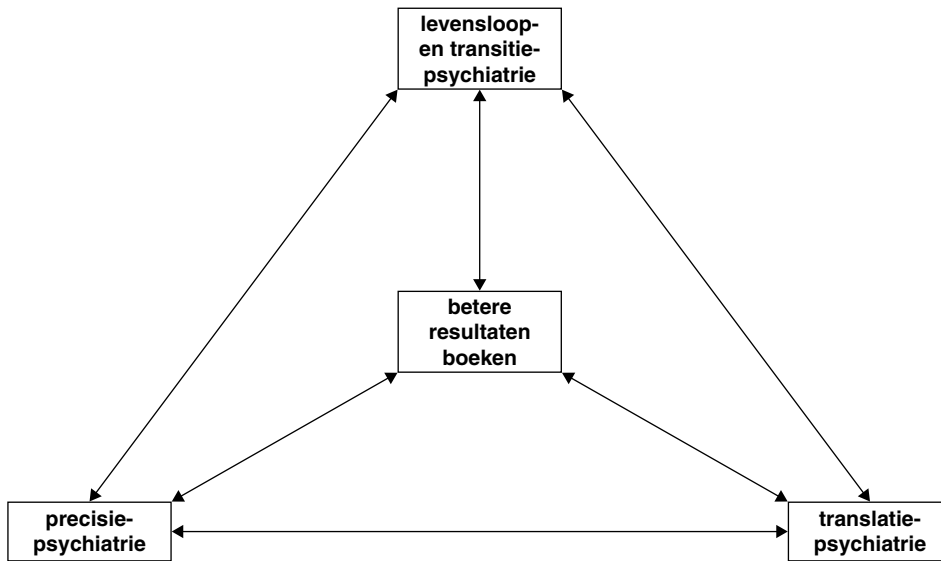 levensloop-
en transitie-
psychiatrie
betere
resultaten
boeken
precisie-
psychiatrie
translatie-
psychiatrie